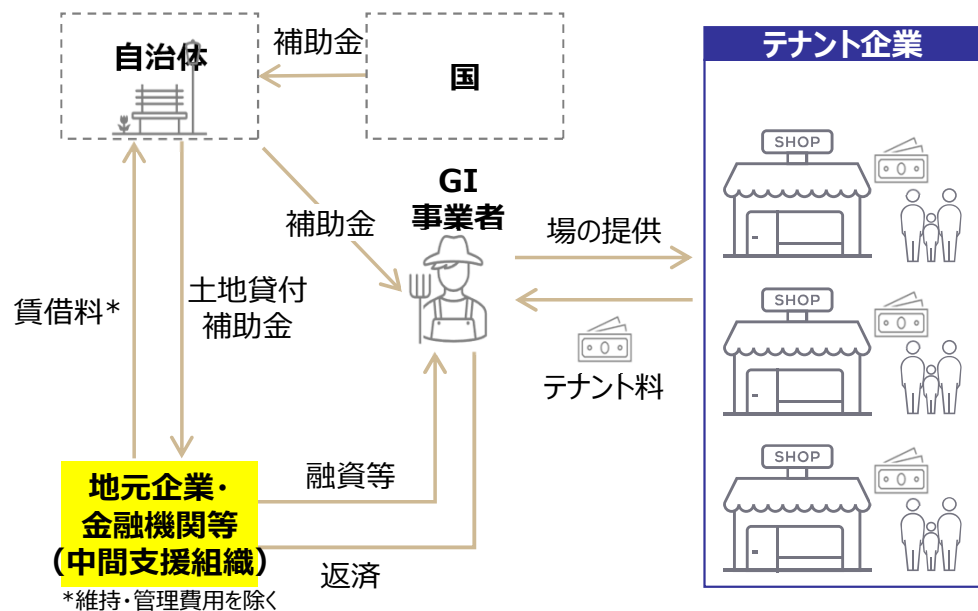 自治体
補助金
国
テナント企業
SHOP
GI
事業者
補助金
場の提供
賃借料*
土地貸付
補助金
SHOP
テナント料
SHOP
地元企業・
金融機関等
（中間支援組織）
融資等
返済
*維持・管理費用を除く